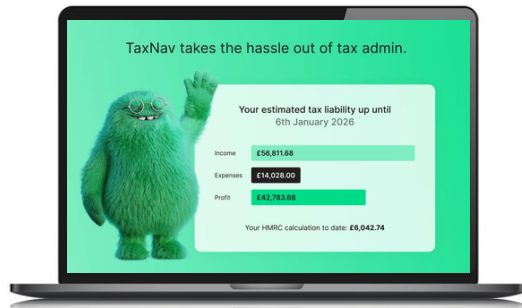 TaxNav takes the hassle out of tax admin.
Your estimated tax liability up until
6th January 2026
Income £56,811.68
Expenses £14,028.00
Profit £42,783.68
Your HMRC calculation to date: £6,042.74